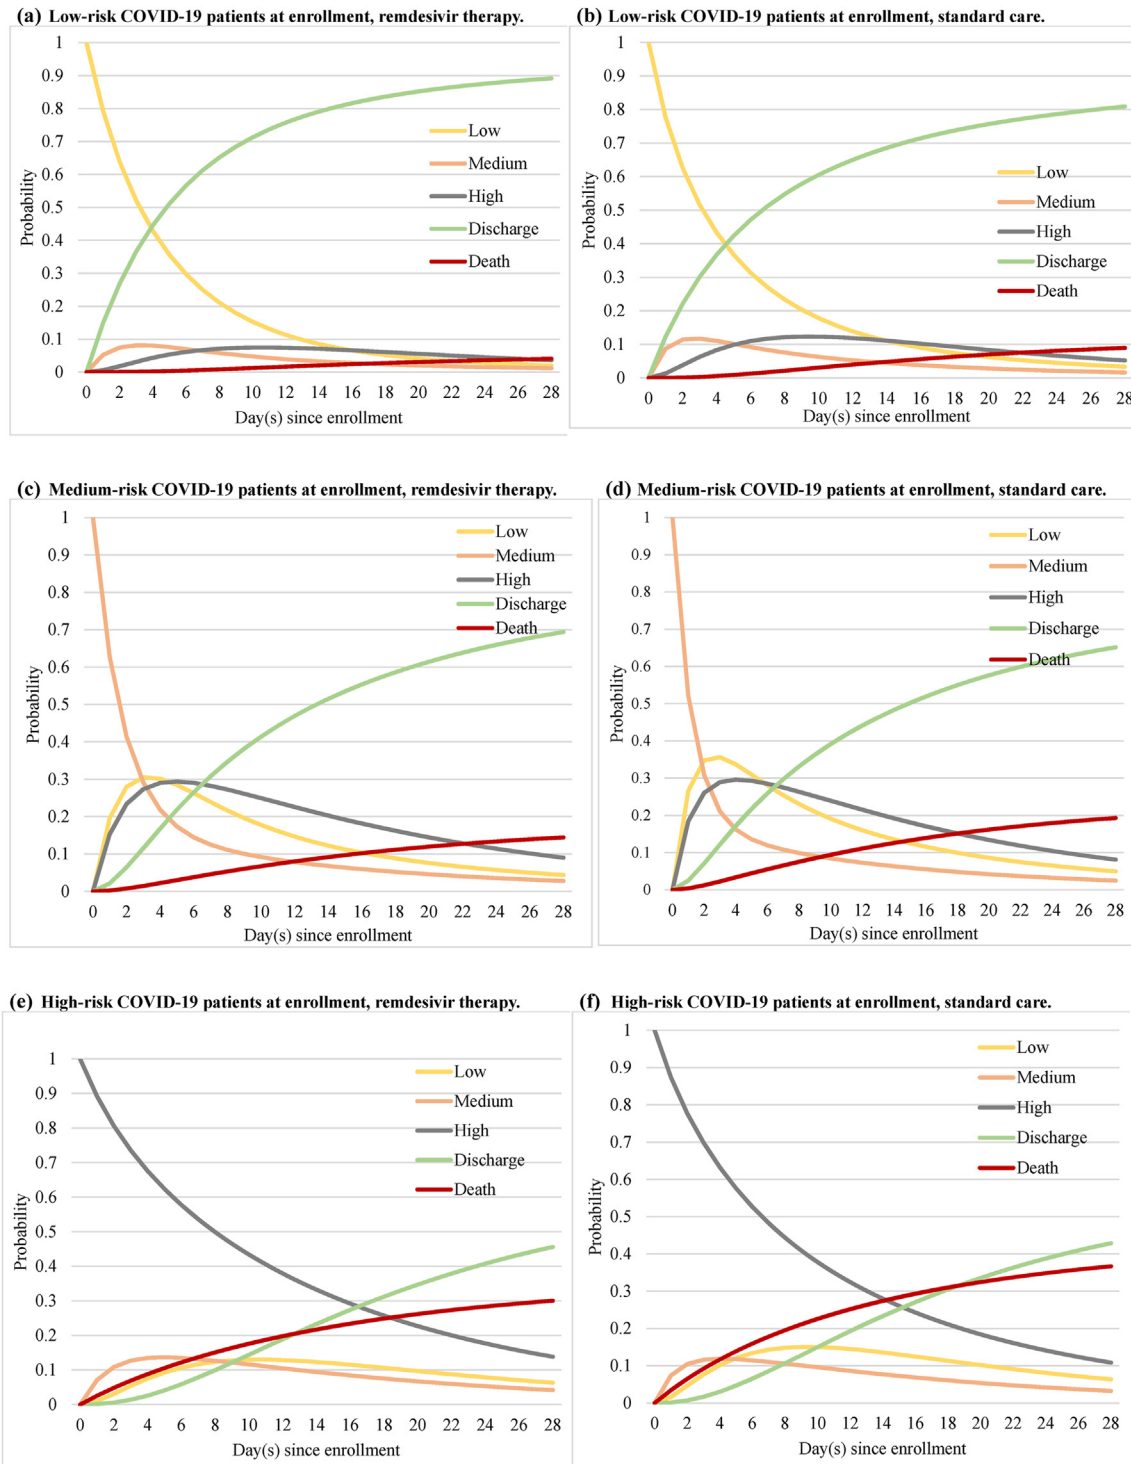 (a) Low-risk COVID-19 patients at enrollment, remdesivir therapy.
1
0.9
0.8
0.7
0.6
0.5
0.4
0.3
0.2
0.1
0
Probability
Low
Medium
High
Discharge
Death
0 2 4 6 8 10 12 14 16 18 20 22 24 26 28
Day(s) since enrollment
(b) Low-risk COVID-19 patients at enrollment, standard care.
1
0.9
0.8
0.7
0.6
0.5
0.4
0.3
0.2
0.1
0
Probability
Low
Medium
High
Discharge
Death
0 2 4 6 8 10 12 14 16 18 20 22 24 26 28
Day(s) since enrollment
(c) Medium-risk COVID-19 patients at enrollment, remdesivir therapy.
1
0.9
0.8
0.7
0.6
0.5
0.4
0.3
0.2
0.1
0
Probability
Low
Medium
High
Discharge
Death
0 2 4 6 8 10 12 14 16 18 20 22 24 26 28
Day(s) since enrollment
(d) Medium-risk COVID-19 patients at enrollment, standard care.
1
0.9
0.8
0.7
0.6
0.5
0.4
0.3
0.2
0.1
0
Probability
Low
Medium
High
Discharge
Death
0 2 4 6 8 10 12 14 16 18 20 22 24 26 28
Day(s) since enrollment
(e) High-risk COVID-19 patients at enrollment, remdesivir therapy.
1
0.9
0.8
0.7
0.6
0.5
0.4
0.3
0.2
0.1
0
Probability
Low
Medium
High
Discharge
Death
0 2 4 6 8 10 12 14 16 18 20 22 24 26 28
Day(s) since enrollment
(f) High-risk COVID-19 patients at enrollment, standard care.
1
0.9
0.8
0.7
0.6
0.5
0.4
0.3
0.2
0.1
0
Probability
Low
Medium
High
Discharge
Death
0 2 4 6 8 10 12 14 16 18 20 22 24 26 28
Day(s) since enrollment